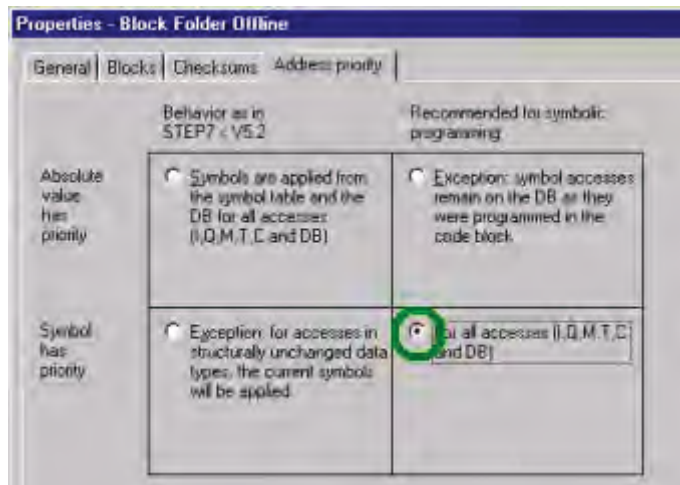 Properties - Block Folder Offline
General Blocks Checksums Address priority
Behavior as in
STEP7 < V5.2
Recommended for symbolic
programming
Absolute
value
has
priority
Symbols are applied from
the symbol table and the
DB for all accesses
(I,Q,M,T,C and DB)
Exception: symbol accesses
remain on the DB as they
were programmed in the
code block.
Symbol
has
priority
Exception: for accesses in
structurally unchanged data
types, the current symbols
will be applied
all accesses (I,Q,M,T,C
and DB)